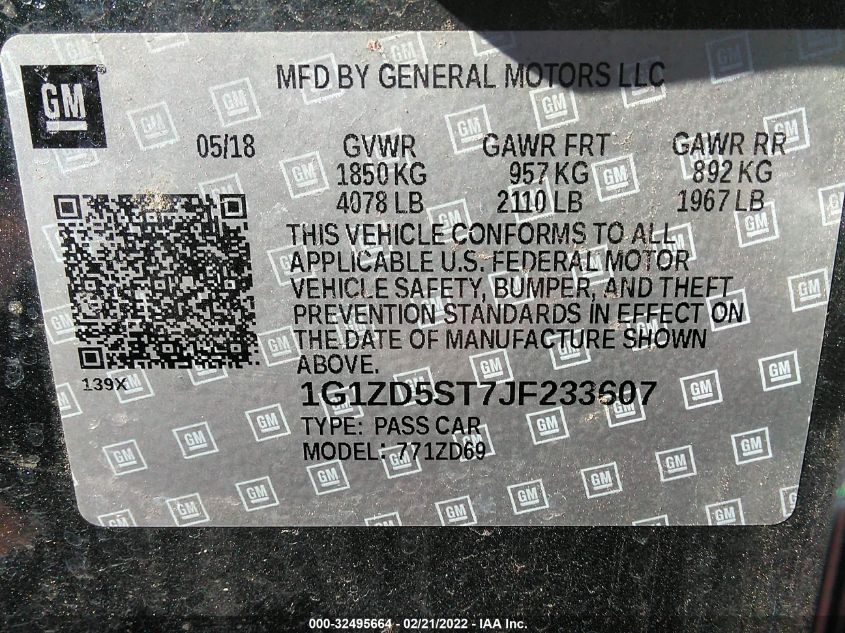 MFD BY GENERAL MOTORS LLC
GM
05/18 GVWR GAWR FRT GAWR RR
1850 KG 957 KG 892 KG
4078 LB 2110 LB 1967 LB
THIS VEHICLE CONFORMS TO ALL
APPLICABLE U.S. FEDERAL MOTOR
VEHICLE SAFETY, BUMPER, AND THEFT
PREVENTION STANDARDS IN EFFECT ON
THE DATE OF MANUFACTURE SHOWN
ABOVE.
139X
1G1ZD5ST7JF233607
TYPE: PASS CAR
MODEL: 771ZD69
000-32495664 - 02/21/2022 - IAA Inc.